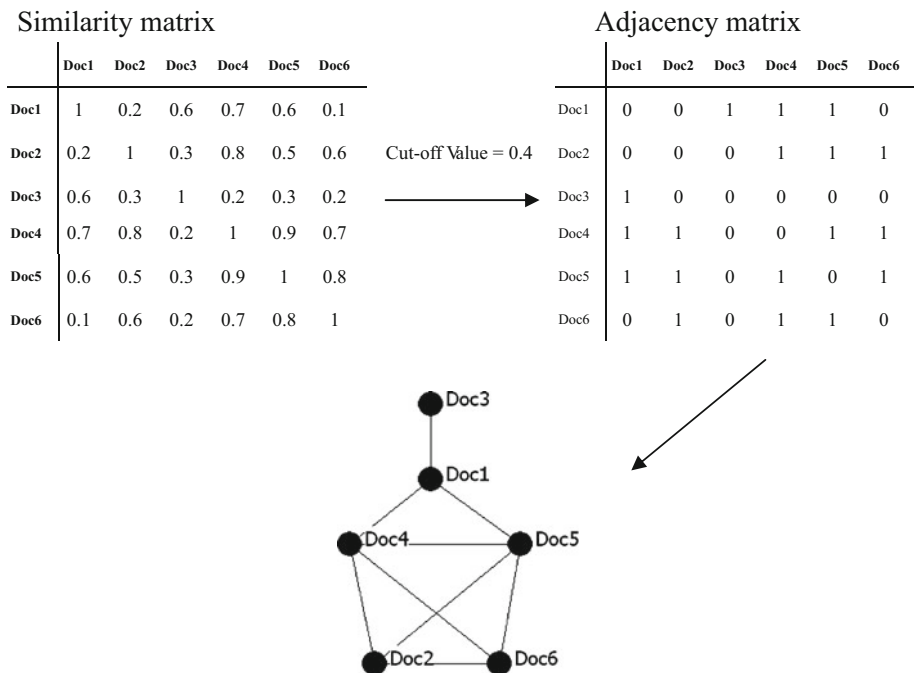 Similarity matrix
Doc1 Doc2 Doc3 Doc4 Doc5 Doc6
Doc1 1 0.2 0.6 0.7 0.6 0.1
Doc2 0.2 1 0.3 0.8 0.5 0.6
Doc3 0.6 0.3 1 0.2 0.3 0.2
Doc4 0.7 0.8 0.2 1 0.9 0.7
Doc5 0.6 0.5 0.3 0.9 1 0.8
Doc6 0.1 0.6 0.2 0.7 0.8 1
Cut-off Value = 0.4
Adjacency matrix
Doc1 Doc2 Doc3 Doc4 Doc5 Doc6
Doc1 0 0 1 1 1 0
Doc2 0 0 0 1 1 1
Doc3 1 0 0 0 0 0
Doc4 1 1 0 0 1 1
Doc5 1 1 0 1 0 1
Doc6 0 1 0 1 1 0
Doc3
Doc1
Doc4 Doc5
Doc2 Doc6